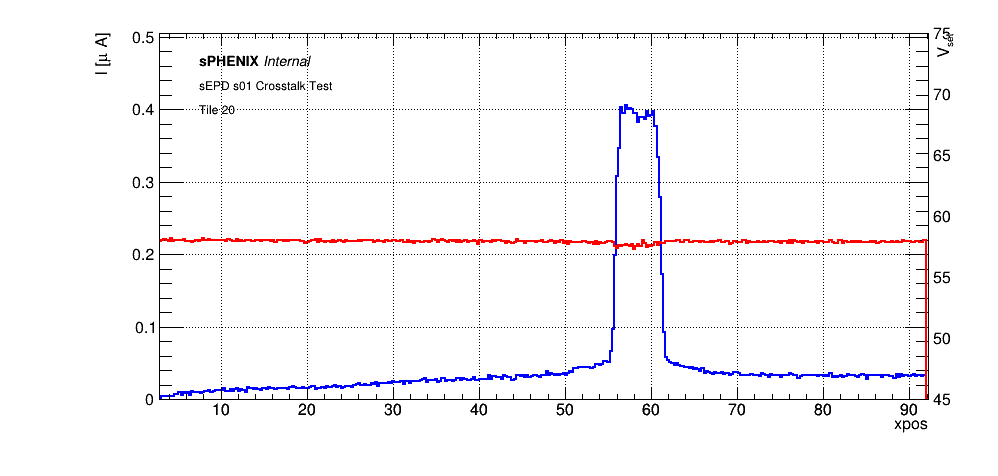 I [μ A]
0.5
0.4
0.3
0.2
0.1
0
sPHENIX Internal
sEPD s01 Crosstalk Test
Tile 20
75
70
65
60
55
50
45
V set
10 20 30 40 50 60 70 80 90
xpos